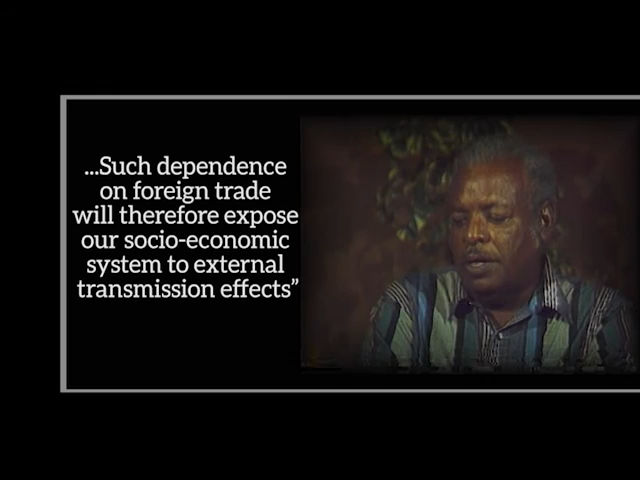 ...Such dependence
on foreign trade
will therefore expose
our socio-economic
system to external
transmission effects”